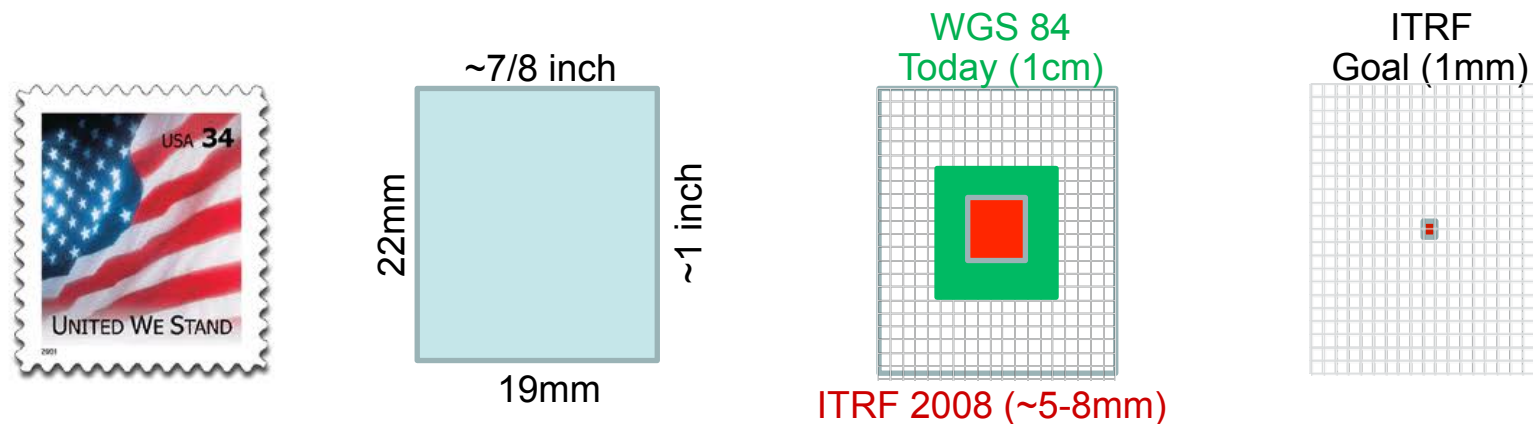 USA 34
UNITED WE STAND
2001
~7/8 inch
22mm
~1 inch
19mm
WGS 84
Today (1cm)
ITRF 2008 (~5-8mm)
ITRF
Goal (1mm)